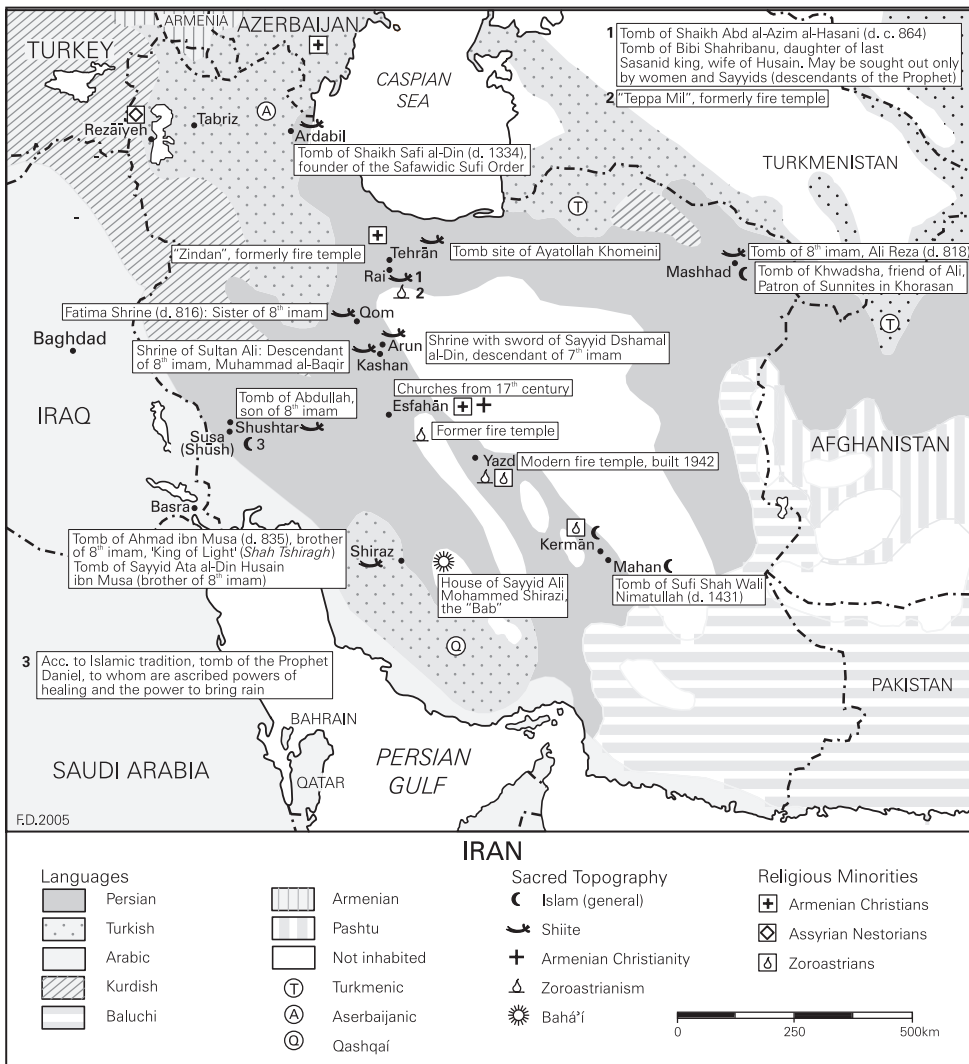 ARMENIA
AZERBAIJAN
TURKEY
CASPIAN
SEA
1 Tomb of Shaikh Abd al-Azim al-Hasani (d. c. 864)
Tomb of Bibi Shahribanu, daughter of last
Sasanid king, wife of Husain. May be sought out only
by women and Sayyids (descendants of the Prophet)
2 "Teppa Mil", formerly fire temple
Rezāīyeh
Tabriz
A
Ardabil
Tomb of Shaikh Safi al-Din (d. 1334),
founder of the Safawidic Sufi Order
TURKMENISTAN
T
"Zindan", formerly fire temple
Tehrān
Tomb site of Ayatollah Khomeini
Rai
1
2
Mashhad
Tomb of 8th imam, Ali Reza (d. 818)
Tomb of Khwadsha, friend of Ali,
Patron of Sunnites in Khorasan
T
Fatima Shrine (d. 816): Sister of 8th imam
Qom
Baghdad
Shrine of Sultan Ali: Descendant
of 8th imam, Muhammad al-Baqir
Arun
Kashan
Shrine with sword of Sayyid Dshamal
al-Din, descendant of 7th imam
Churches from 17th century
Esfahān
IRAQ
Tomb of Abdullah,
son of 8th imam
Shushtar
Susa
(Shush)
3
Former fire temple
AFGHANISTAN
Yazd
Modern fire temple, built 1942
Basra
Tomb of Ahmad ibn Musa (d. 835), brother
of 8th imam, 'King of Light' (Shah Tshiragh)
Tomb of Sayyid Ata al-Din Husain
ibn Musa (brother of 8th imam)
Shiraz
House of Sayyid Ali
Mohammed Shirazi,
the "Bab"
Kermān
Mahan
Tomb of Sufi Shah Wali
Nimatullah (d. 1431)
Q
3 Acc. to Islamic tradition, tomb of the Prophet
Daniel, to whom are ascribed powers of
healing and the power to bring rain
PAKISTAN
BAHRAIN
SAUDI ARABIA
QATAR
PERSIAN
GULF
F.D.2005
IRAN
Languages
Persian
Turkish
Arabic
Kurdish
Baluchi
Armenian
Pashtu
Not inhabited
T Turkmenic
A Aserbaijanic
Q Qashqaí
Sacred Topography
Islam (general)
Shiite
Armenian Christianity
Zoroastrianism
Bahá'í
Religious Minorities
Armenian Christians
Assyrian Nestorians
Zoroastrians
0 250 500km